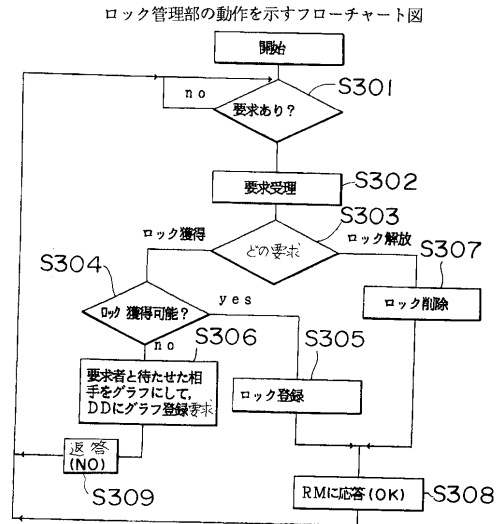 ロック管理部の動作を示すフローチャート図
開始
S301
no
要求あり?
要求受理
S302
S303
ロック獲得
どの要求
ロック解放
S307
S304
ロック獲得可能?
yes
ロック削除
no
S306
S305
要求者と待たせた相
手をグラフにして,
DDにグラフ登録要求
ロック登録
返答
(NO)
S309
RMに応答(OK)
S308